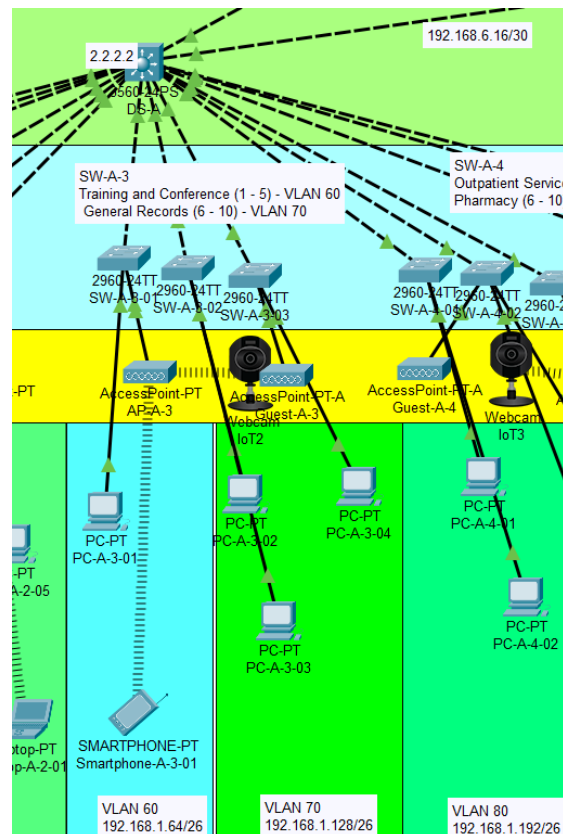 192.168.6.16/30
2.2.2.2
3560-24PS
DS-A
SW-A-3
Training and Conference (1 - 5) - VLAN 60
General Records (6 - 10) - VLAN 70
SW-A-4
Outpatient Service
Pharmacy (6 - 10
2960-24TT
SW-A-3-01
2960-24TT
SW-A-3-02
2960-24TT
SW-A-3-03
2960-24TT
SW-A-4-01
2960-24TT
SW-A-4-02
2960-2
SW-A-
-PT
AccessPoint-PT
AP-A-3
Webcam
IoT2
AccessPoint-PT-A
Guest-A-3
AccessPoint-PT-A
Guest-A-4
Webcam
IoT3
A
PC-PT
PC-A-3-01
PC-PT
PC-A-3-02
PC-PT
PC-A-3-04
PC-PT
PC-A-4-01
-PT
A-2-05
PC-PT
PC-A-3-03
PC-PT
PC-A-4-02
top-PT
op-A-2-01
SMARTPHONE-PT
Smartphone-A-3-01
VLAN 60
192.168.1.64/26
VLAN 70
192.168.1.128/26
VLAN 80
192.168.1.192/26